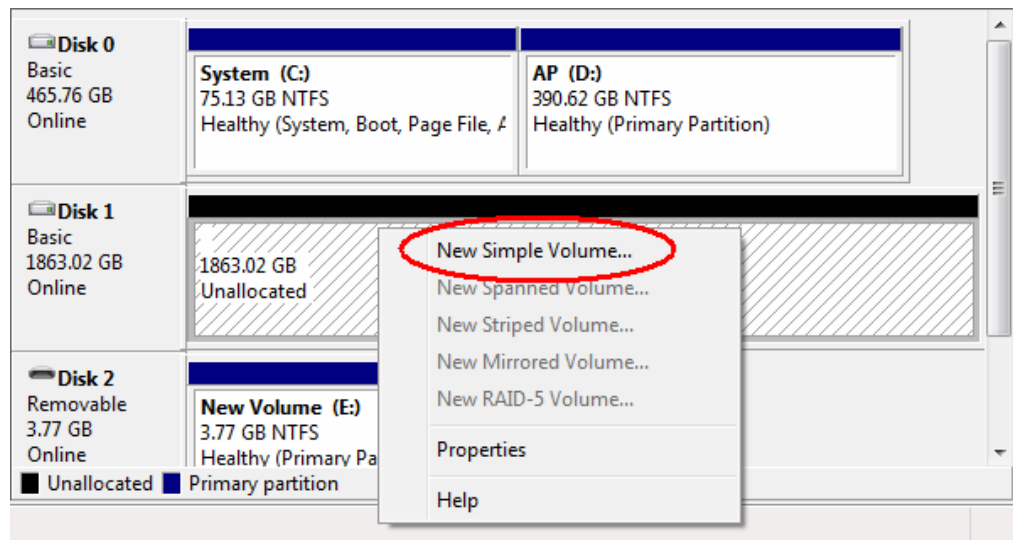 Disk 0
Basic
465.76 GB
Online
System (C:)
75.13 GB NTFS
Healthy (System, Boot, Page File, A
AP (D:)
390.62 GB NTFS
Healthy (Primary Partition)
Disk 1
Basic
1863.02 GB
Online
1863.02 GB
Unallocated
New Simple Volume...
New Spanned Volume...
New Striped Volume...
New Mirrored Volume...
New RAID-5 Volume...
Properties
Help
Disk 2
Removable
3.77 GB
Online
New Volume (E:)
3.77 GB NTFS
Healthy (Primary Pa
Unallocated Primary partition